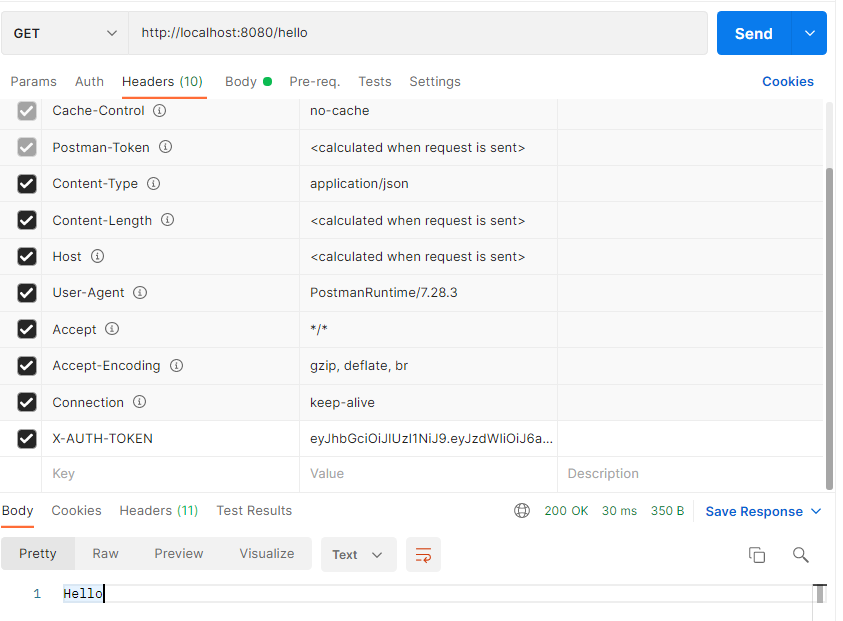 GET http://localhost:8080/hello Send
Params Auth Headers (10) Body Pre-req. Tests Settings Cookies
Cache-Control no-cache
Postman-Token <calculated when request is sent>
Content-Type application/json
Content-Length <calculated when request is sent>
Host <calculated when request is sent>
User-Agent PostmanRuntime/7.28.3
Accept */*
Accept-Encoding gzip, deflate, br
Connection keep-alive
X-AUTH-TOKEN eyJhbGciOiJIUzI1NiJ9.eyJzdWIiOiJ6a...
Key Value Description
Body Cookies Headers (11) Test Results 200 OK 30 ms 350 B Save Response
Pretty Raw Preview Visualize Text
1 Hello